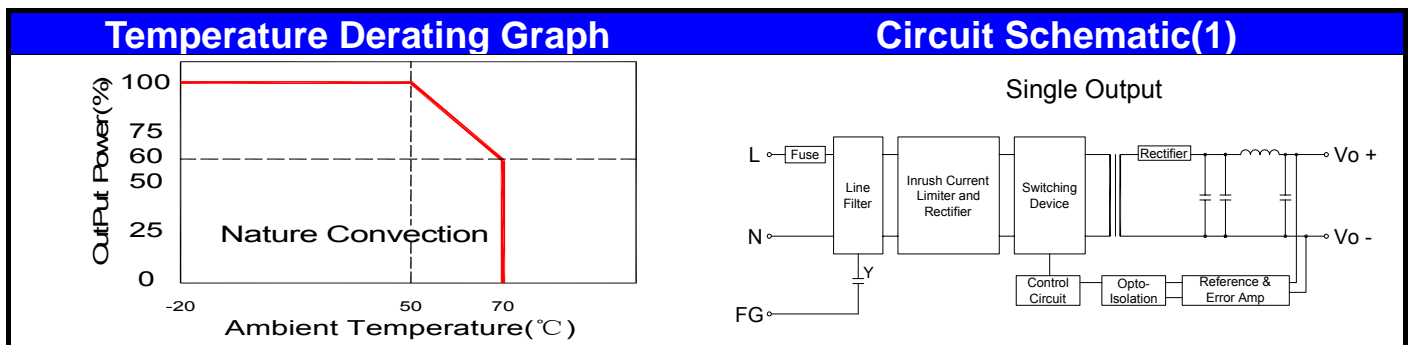 Temperature Derating Graph
Circuit Schematic(1)
OutPut Power(%)
100
75
60
50
25
0
Nature Convection
-20
50
70
Ambient Temperature(℃)
Single Output
L
Fuse
Line
Filter
Inrush Current
Limiter and
Rectifier
Switching
Device
Rectifier
Vo +
N
Vo -
Y
Control
Circuit
Opto-
Isolation
Reference &
Error Amp
FG